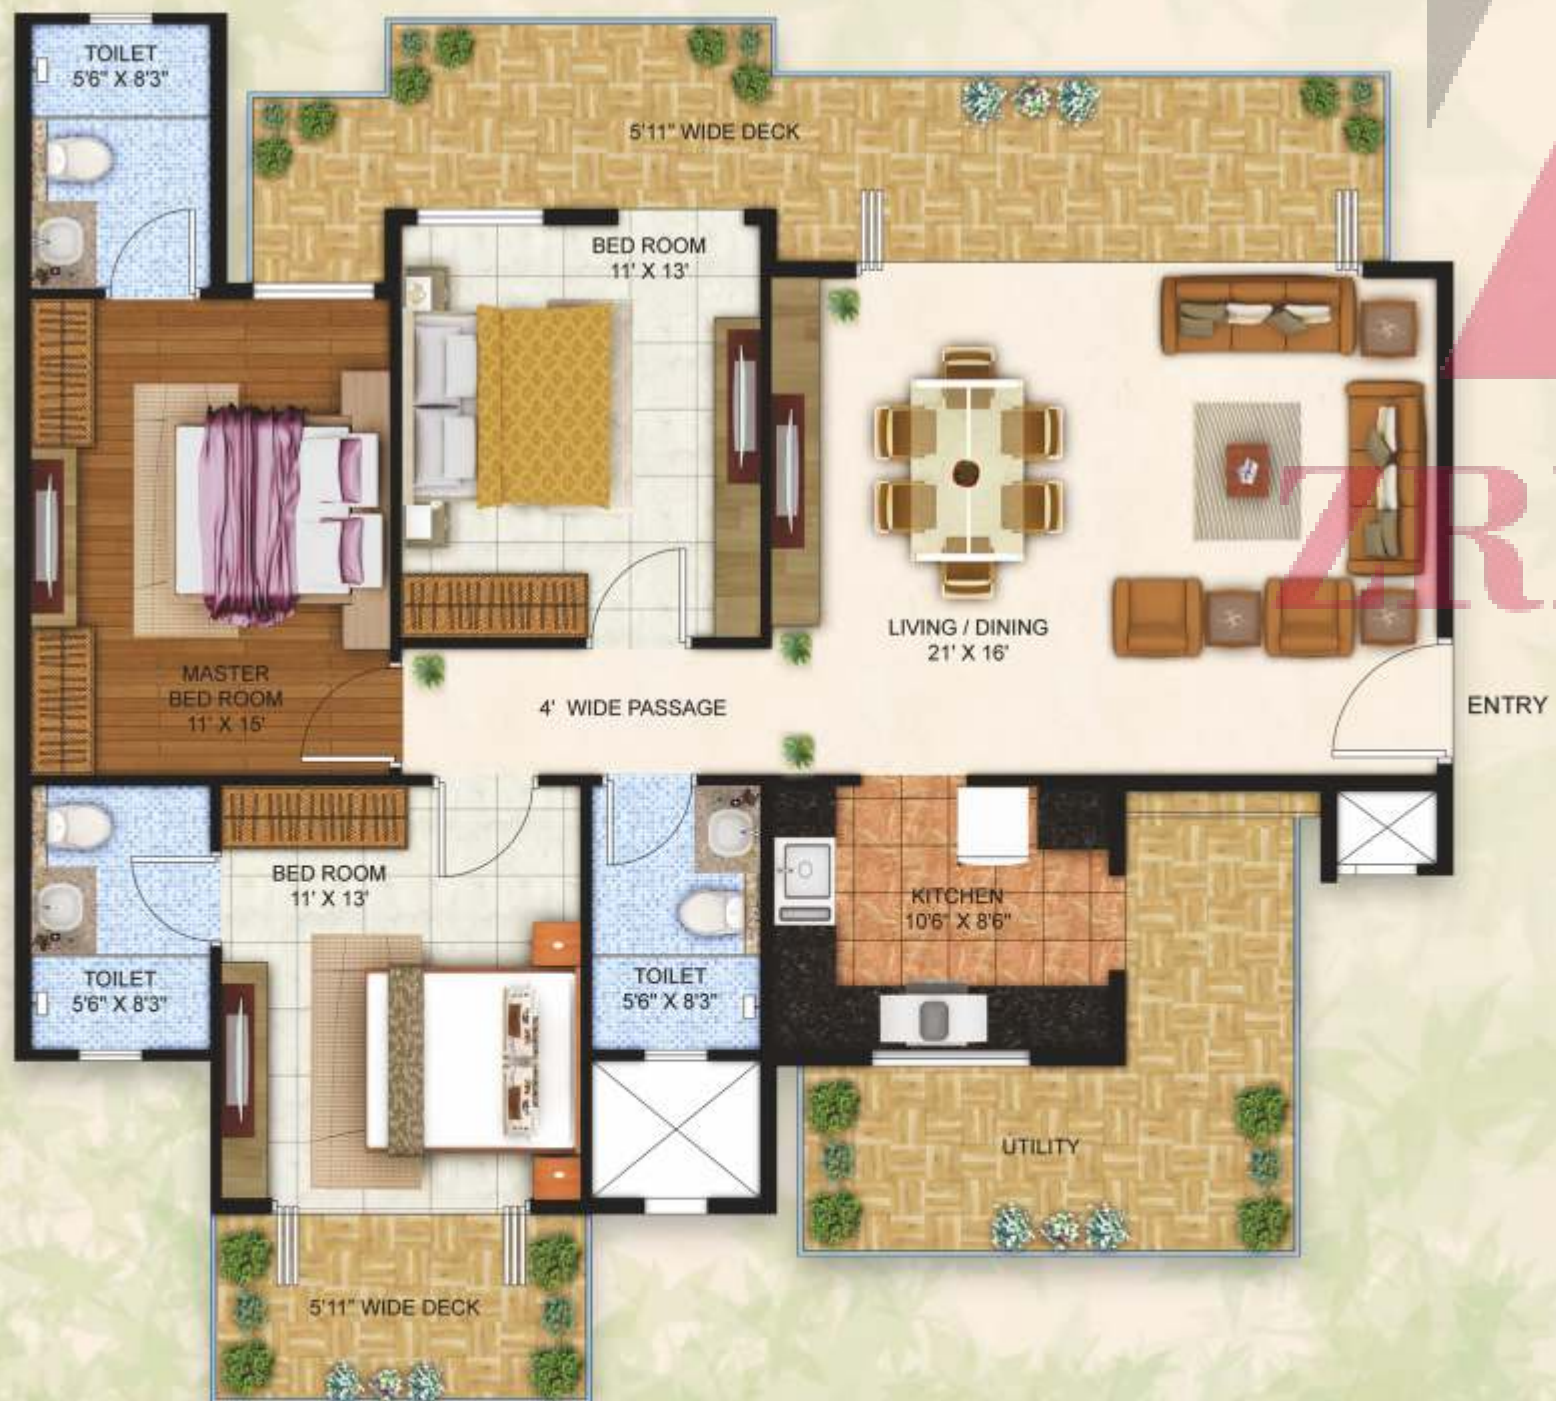 TOILET
5'6" X 8'3"
5'11" WIDE DECK
BED ROOM
11' X 13'
LIVING / DINING
21' X 16'
MASTER
BED ROOM
11' X 15'
4' WIDE PASSAGE
ENTRY
BED ROOM
11' X 13'
KITCHEN
10'6" X 8'6"
TOILET
5'6" X 8'3"
TOILET
5'6" X 8'3"
UTILITY
5'11" WIDE DECK